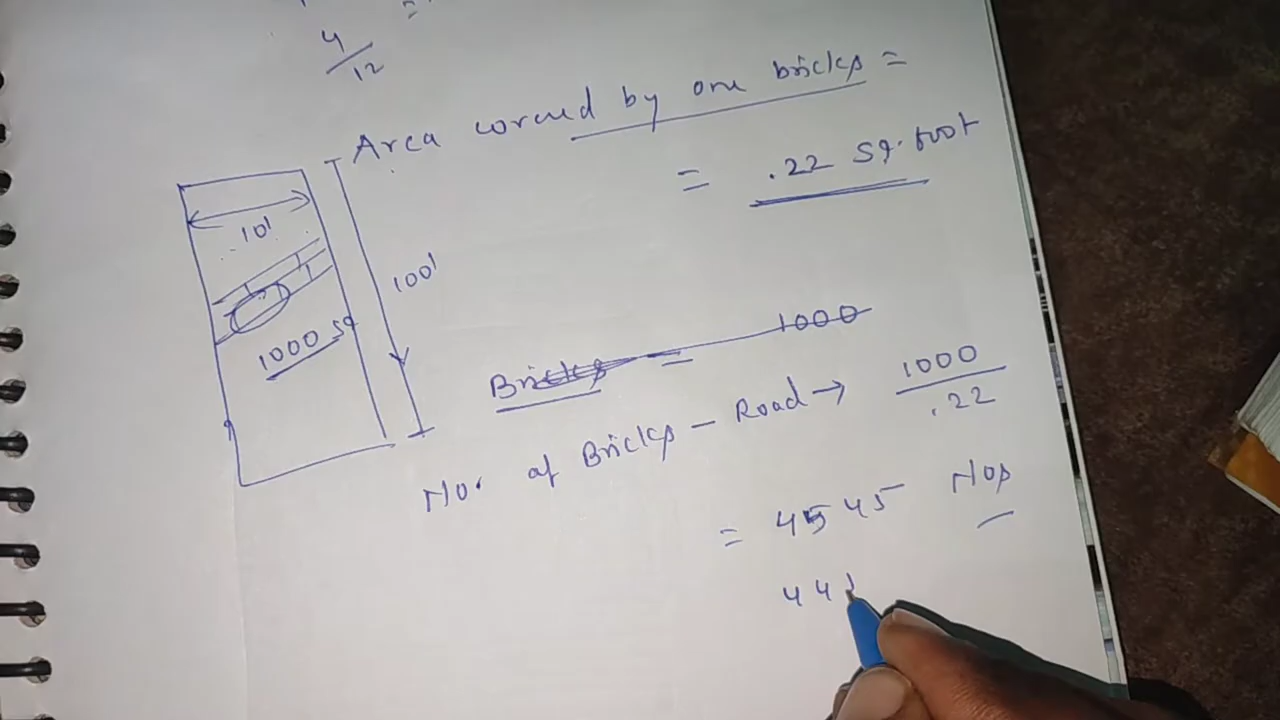 4/12 =
Area covered by one bricks =
= .22 Sq. foot
10'
100'
1000 Sq
Bricks = 1000
No. of Bricks - Road → 1000/.22
= 4545 Nos
44